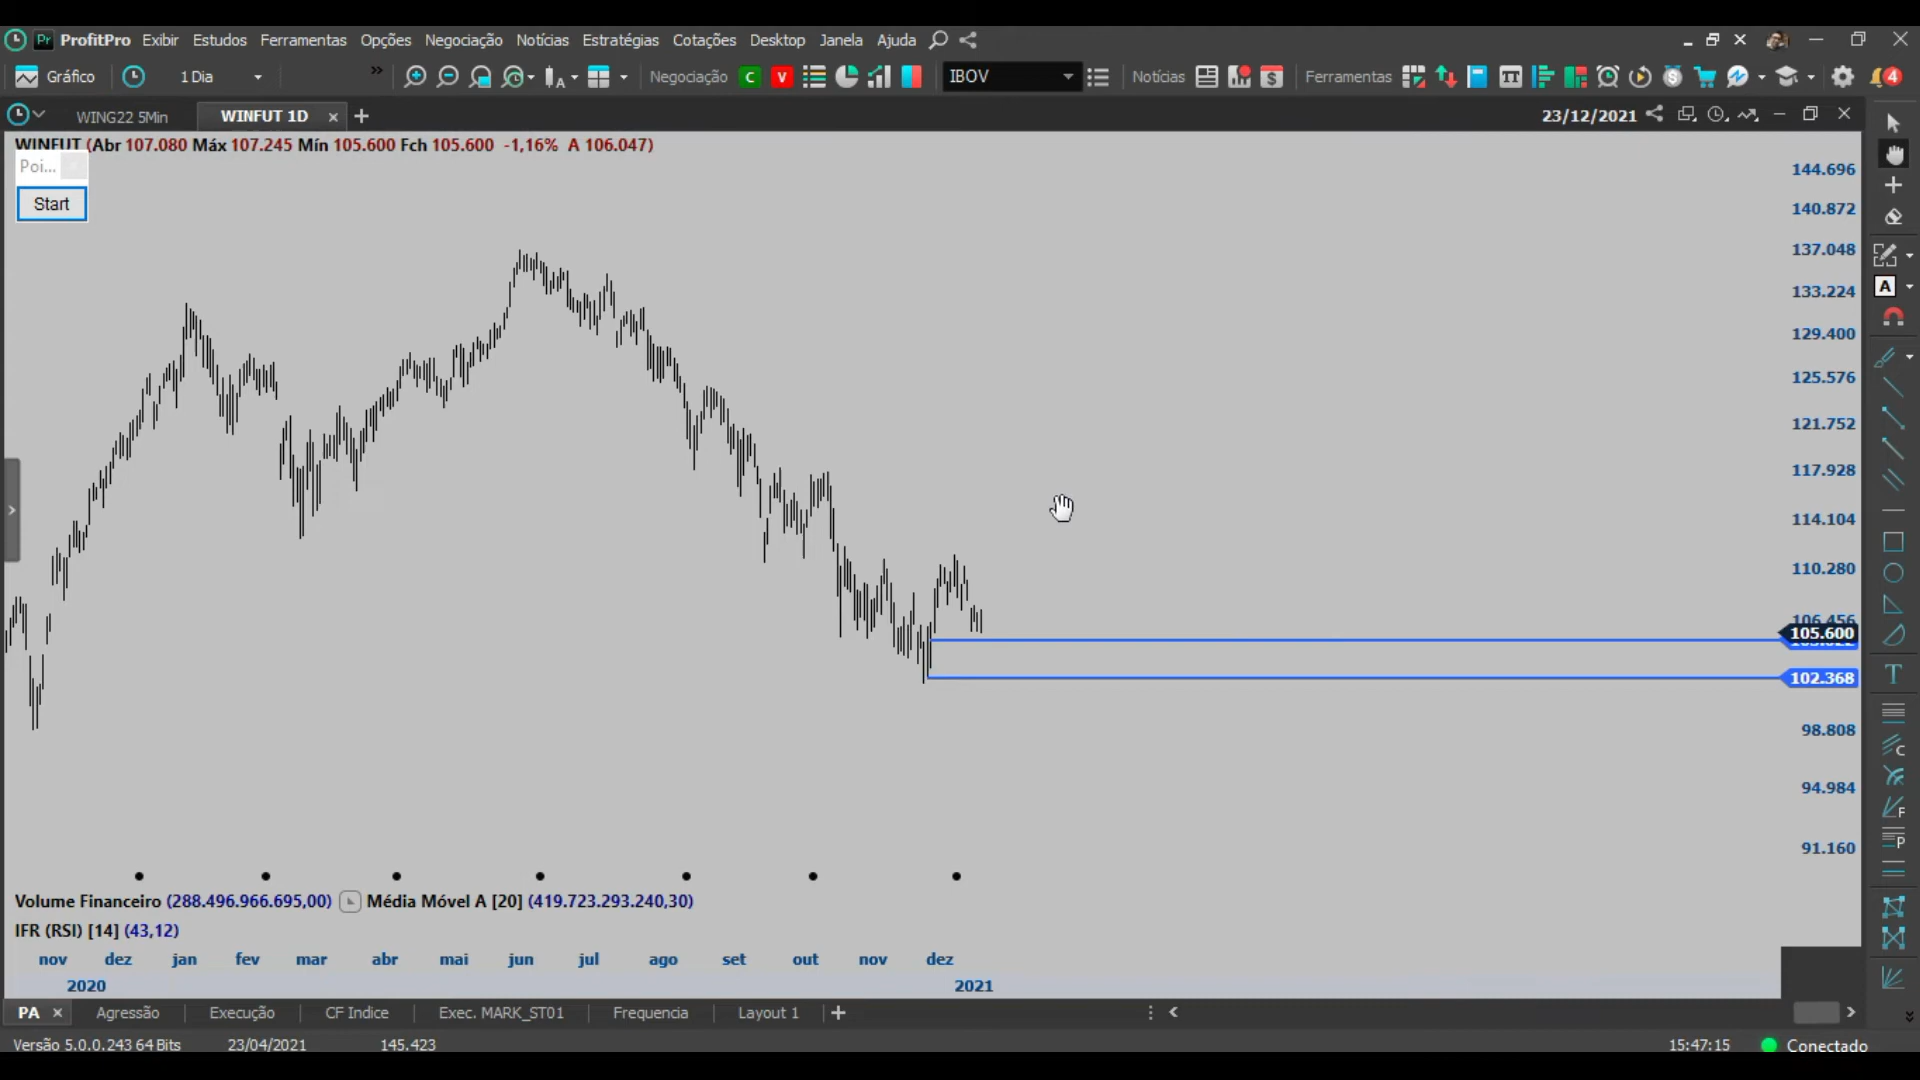 Pr ProfitPro Exibir Estudos Ferramentas Opções Negociação Notícias Estratégias Cotações Desktop Janela Ajuda
Gráfico 1 Dia » A Negociação C V IBOV Notícias Ferramentas TT 4
WING22 5Min WINFUT 1D × + 23/12/2021
WINFUT (Abr 107.080 Máx 107.245 Mín 105.600 Fch 105.600 -1,16% A 106.047)
Poi...
Start
144.696
140.872
137.048
133.224
129.400
125.576
121.752
117.928
114.104
110.280
106.456
105.600
102.368
98.808
94.984
91.160
A
T
C
F
P
Volume Financeiro (288.496.966.695,00) Média Móvel A [20] (419.723.293.240,30)
IFR (RSI) [14] (43,12)
nov dez jan fev mar abr mai jun jul ago set out nov dez
2020 2021
PA × Agressão Execução CF Indice Exec. MARK_ST01 Frequencia Layout 1 +
Versão 5.0.0.243 64 Bits 23/04/2021 145.423 15:47:15 Conectado